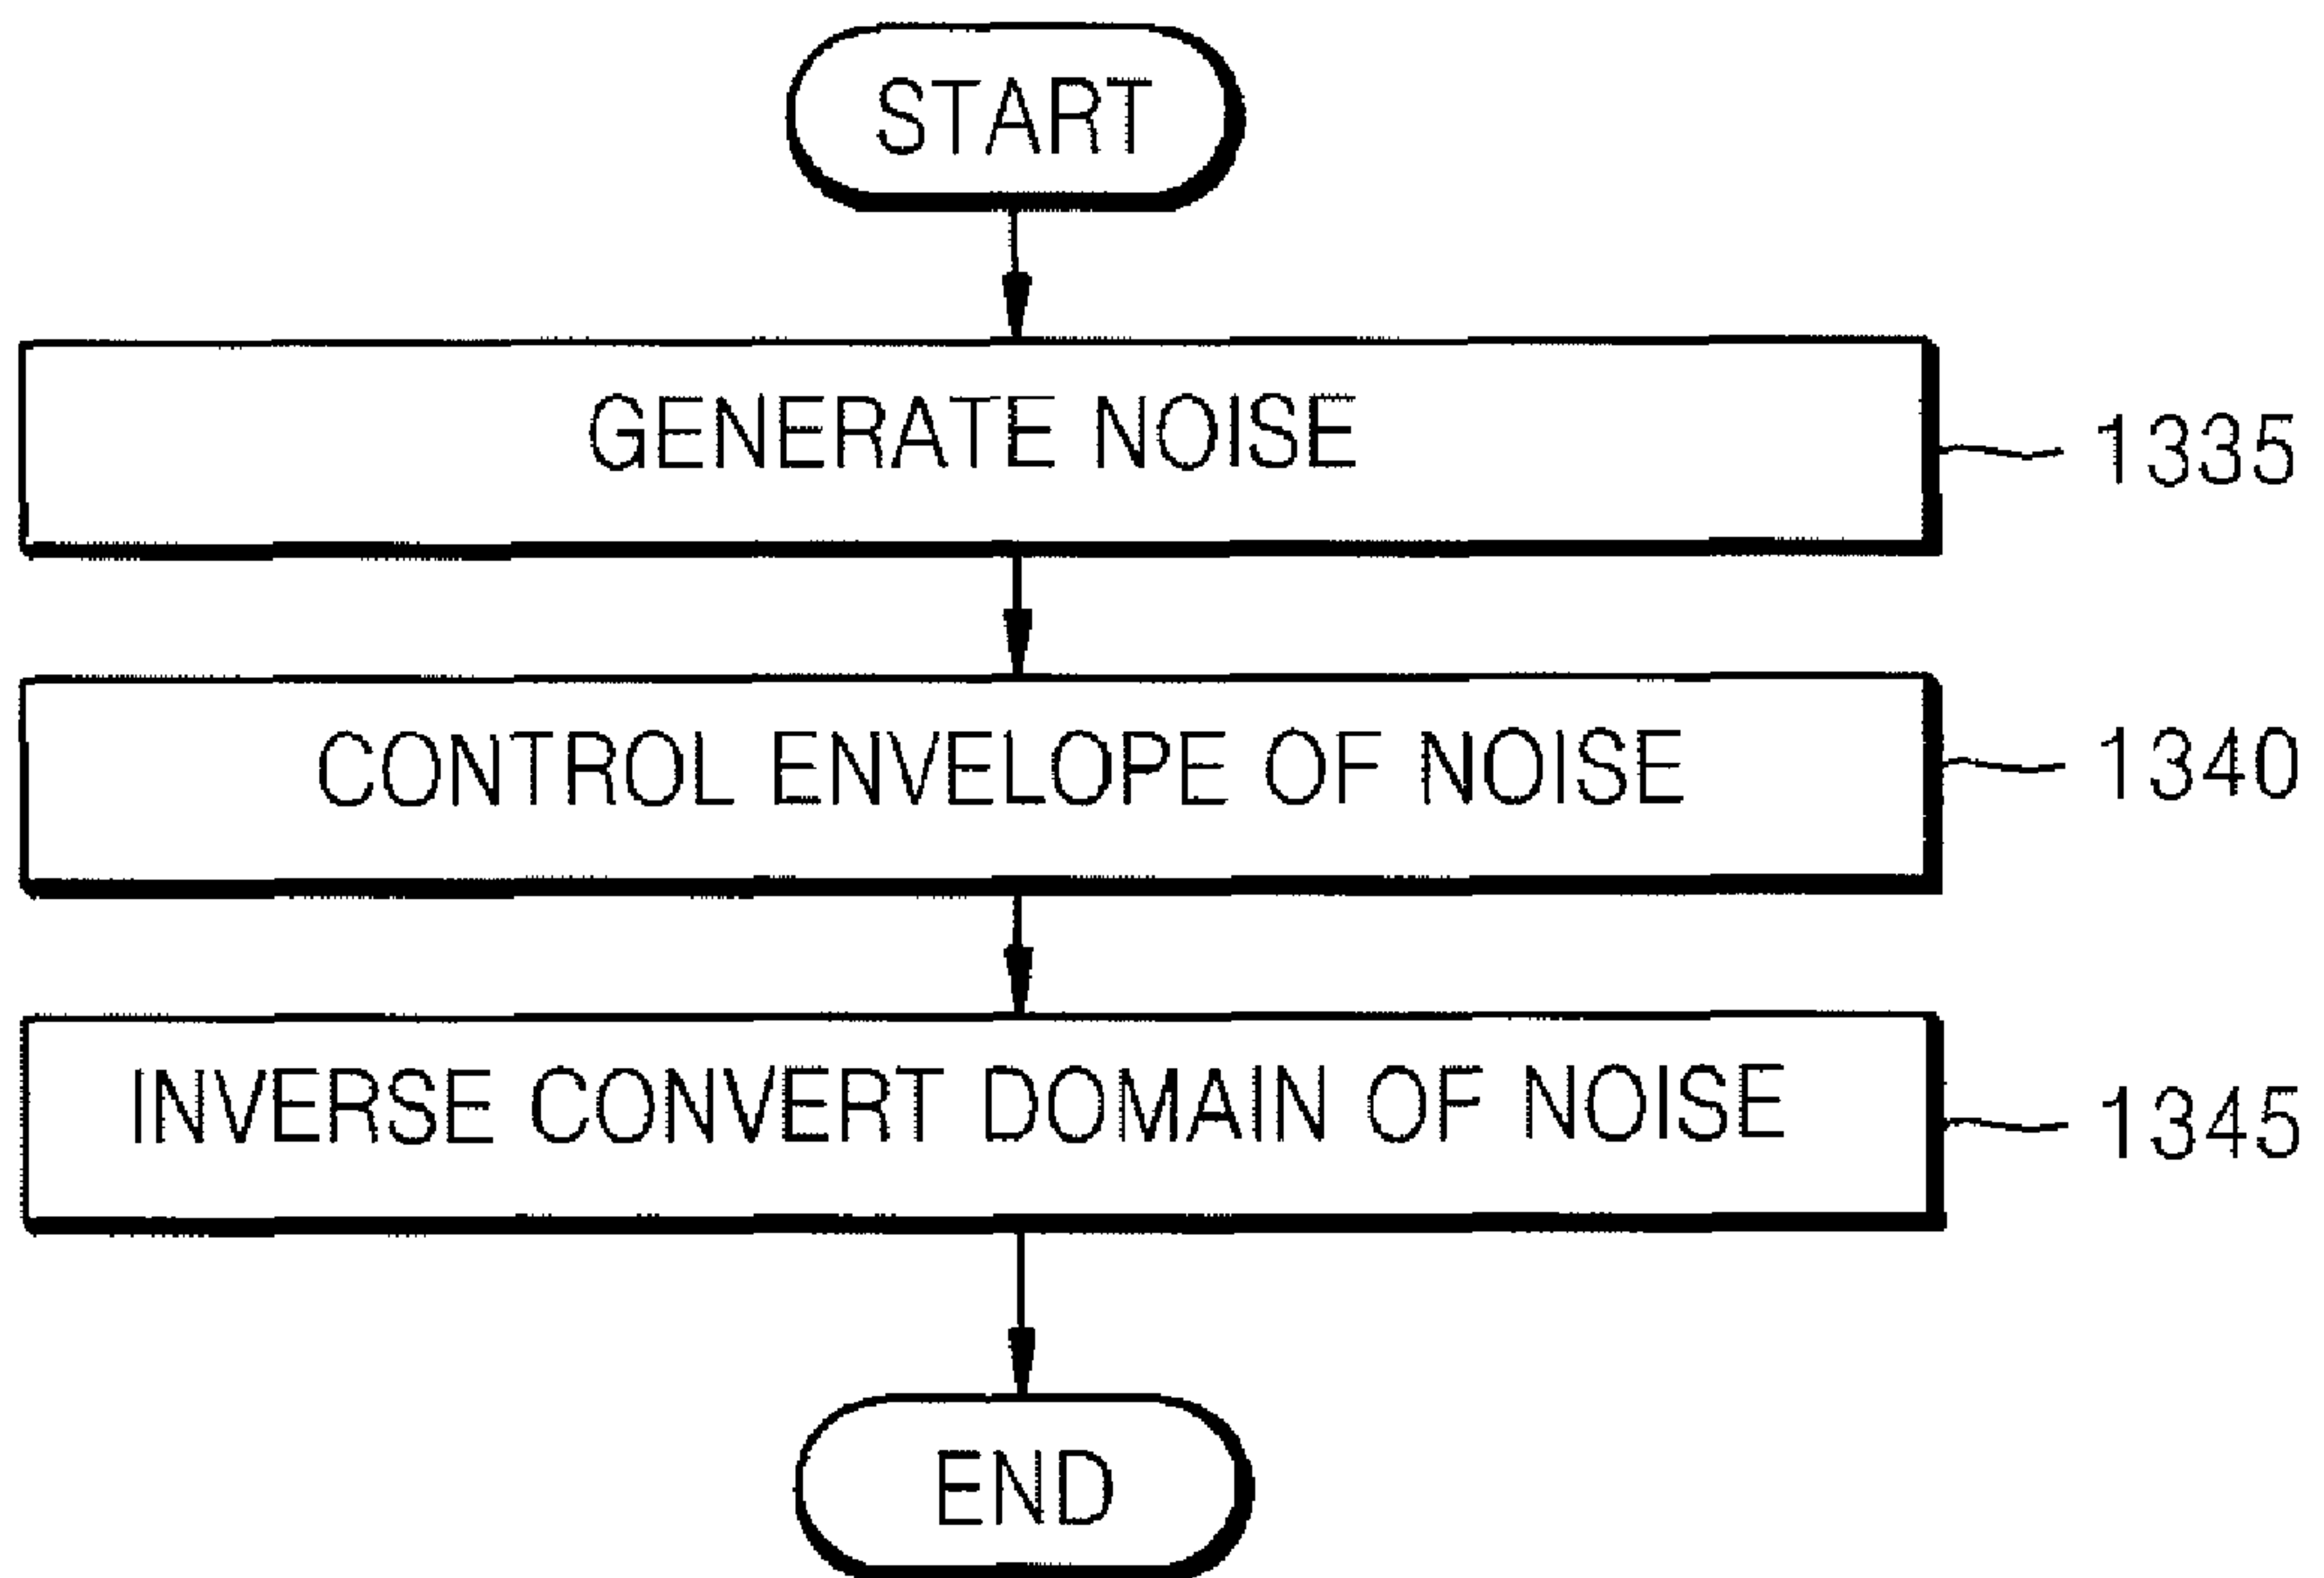 START
GENERATE NOISE
1335
CONTROL ENVELOPE OF NOISE
1340
INVERSE CONVERT DOMAIN OF NOISE
1345
END